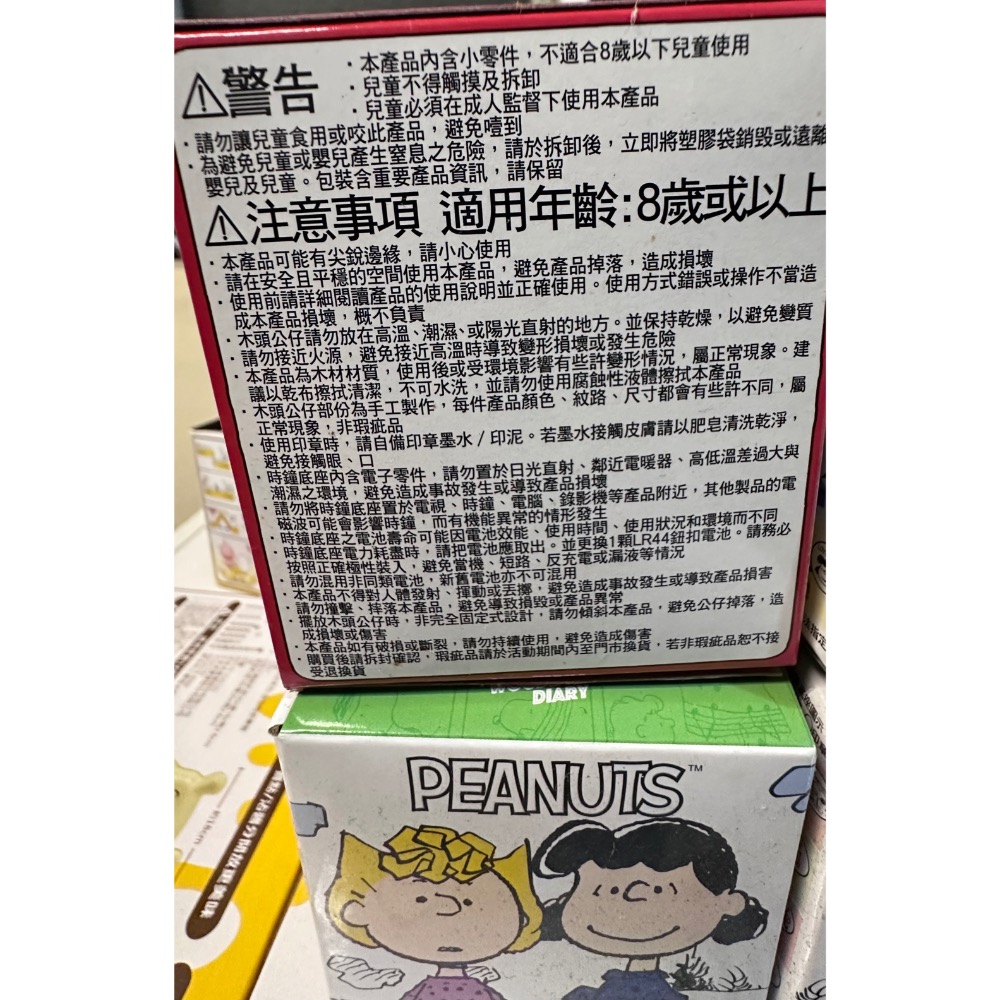 ⚠警告
・本產品內含小零件，不適合8歲以下兒童使用
・兒童不得觸摸及拆卸
・兒童必須在成人監督下使用本產品
・請勿讓兒童食用或咬此產品，避免噎到
・為避免兒童或嬰兒產生窒息之危險，請於拆卸後，立即將塑膠袋銷毀或遠離
嬰兒及兒童。包裝含重要產品資訊，請保留
⚠注意事項 適用年齡:8歲或以上
・本產品可能有尖銳邊緣，請小心使用
・請在安全且平穩的空間使用本產品，避免產品掉落，造成損壞
・使用前請詳細閱讀產品的使用說明並正確使用。使用方式錯誤或操作不當造
成本產品損壞，概不負責
・木頭公仔請勿放在高溫、潮濕、或陽光直射的地方。並保持乾燥，以避免變質
・請勿接近火源，避免接近高溫時導致變形損壞或發生危險
・本產品為木材材質，使用後或受環境影響有些許變形情況，屬正常現象。建
議以乾布擦拭清潔，不可水洗，並請勿使用腐蝕性液體擦拭本產品
・木頭公仔部份為手工製作，每件產品顏色、紋路、尺寸都會有些許不同，屬
正常現象，非瑕疵品
・使用印章時，請自備印章墨水/印泥。若墨水接觸皮膚請以肥皂清洗乾淨，
避免接觸眼、口
・時鐘底座內含電子零件，請勿置於日光直射、鄰近電暖器、高低溫差過大與
潮濕之環境，避免造成事故發生或導致產品損壞
・請勿將時鐘底座置於電視、時鐘、電腦、錄影機等產品附近，其他製品的電
磁波可能會影響時鐘，而有機能異常的情形發生
・時鐘底座之電池壽命可能因電池效能、使用時間、使用狀況和環境而不同
・時鐘底座電力耗盡時，請把電池應取出。並更換1顆LR44鈕扣電池。請務必
按照正確極性裝入，避免當機、短路、反充電或漏液等情況
・請勿混用非同類電池，新舊電池亦不可混用
・本產品不得對人體發射、揮動或丟擲，避免造成事故發生或導致產品損害
・請勿撞擊、摔落本產品，避免導致損毀或產品異常
・擺放木頭公仔時，非完全固定式設計，請勿傾斜本產品，避免公仔掉落，造
成損壞或傷害
・本產品如有破損或斷裂，請勿持續使用，避免造成傷害
・購買後請拆封確認，瑕疵品請於活動期間內至門市換貨，若非瑕疵品恕不接
受退換貨
DIARY
PEANUTS™